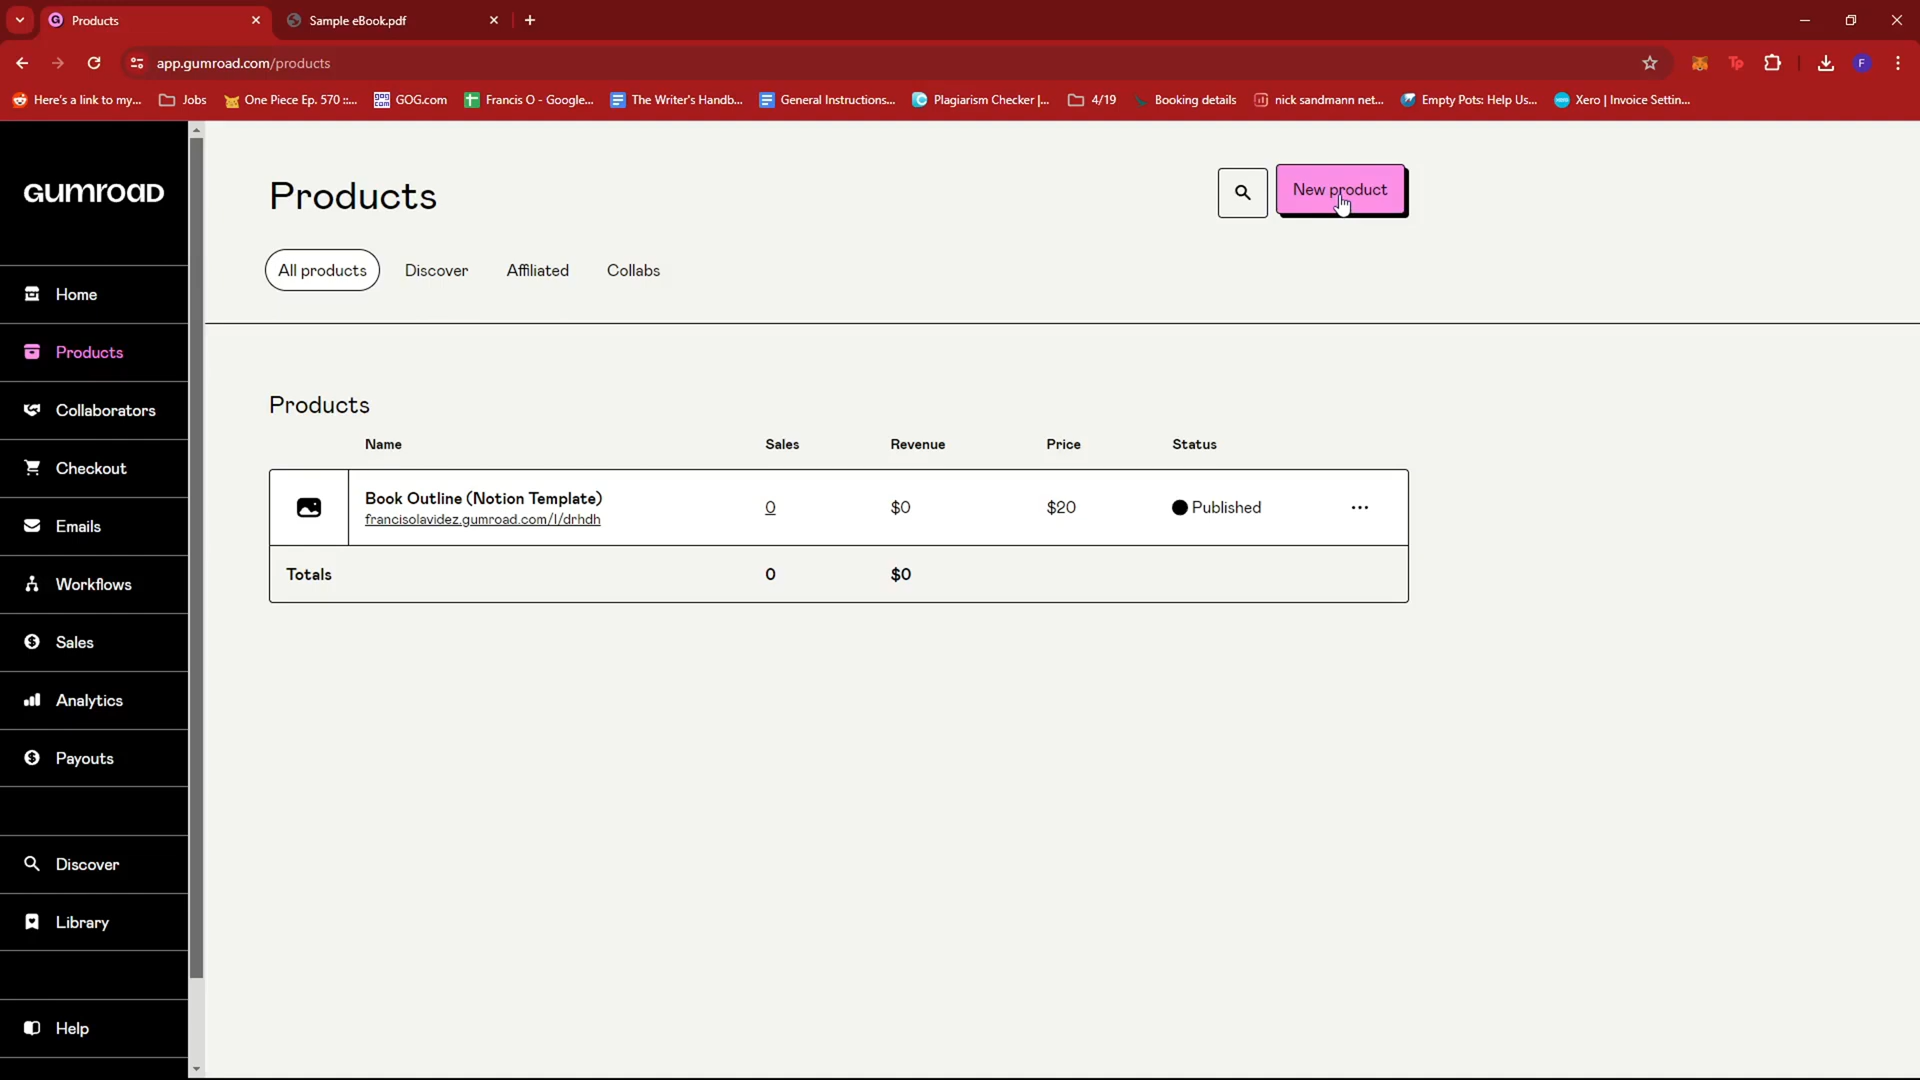 Products
Sample eBook.pdf
app.gumroad.com/products
Here's a link to my...
Jobs
One Piece Ep. 570 ::...
GOG.com
Francis O - Google...
The Writer's Handb...
General Instructions...
Plagiarism Checker |...
4/19
Booking details
nick sandmann net...
Empty Pots: Help Us...
Xero | Invoice Settin...
GUMROAD
Home
Products
Collaborators
Checkout
Emails
Workflows
Sales
Analytics
Payouts
Discover
Library
Help
Products
New product
All products Discover Affiliated Collabs
Products
Name Sales Revenue Price Status
Book Outline (Notion Template)
francisolavidez.gumroad.com/l/drhdh
0 $0 $20 Published
Totals 0 $0
F
Tp